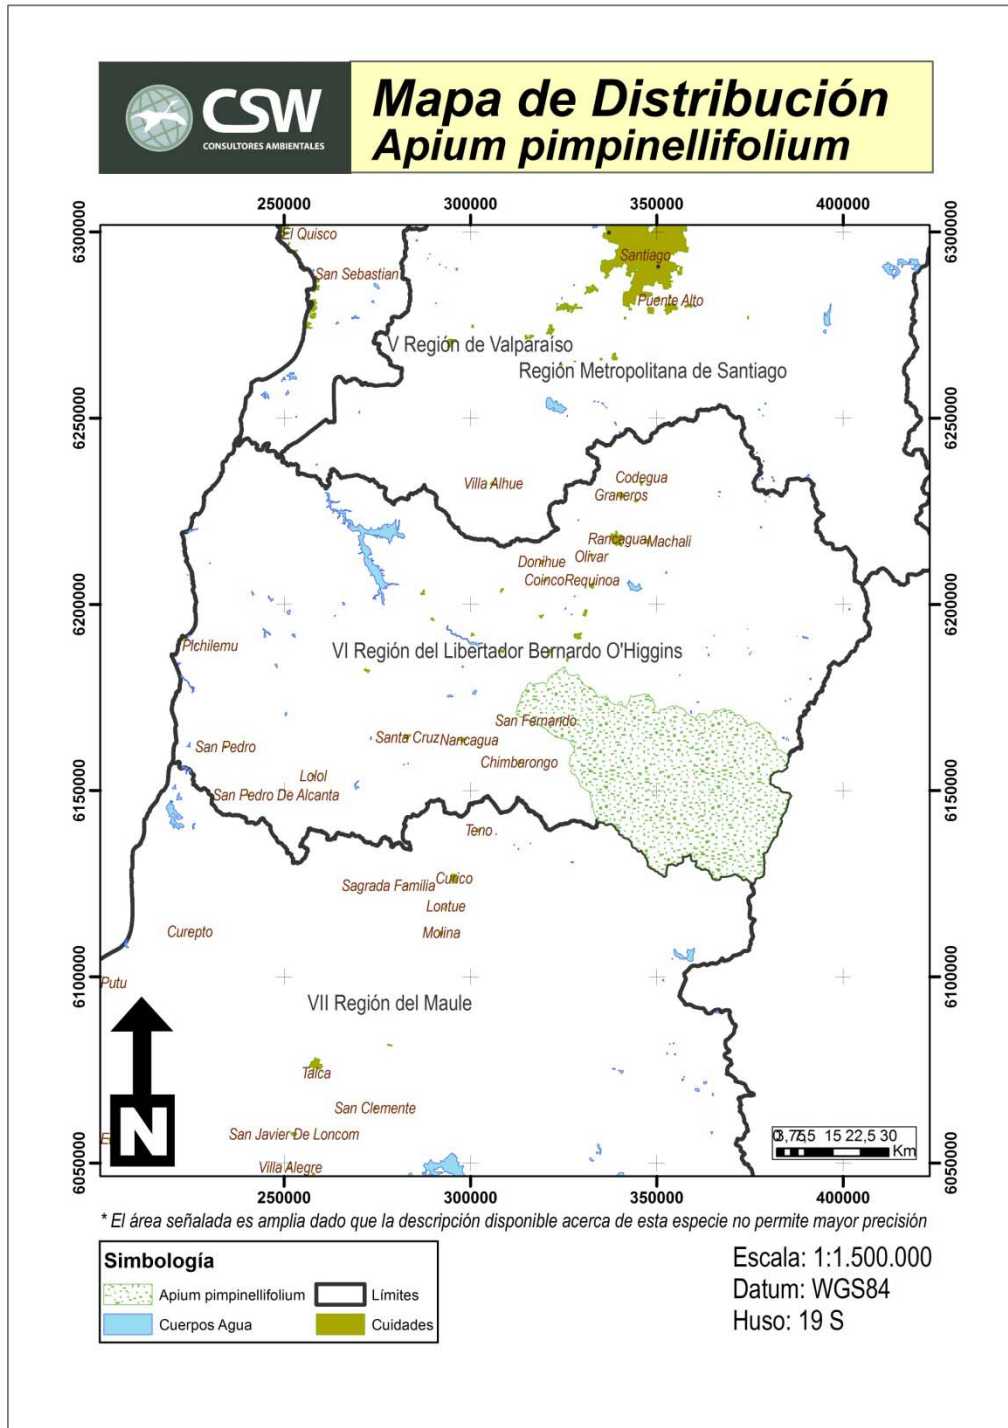 CSW
CONSULTORES AMBIENTALES
Mapa de Distribución
Apium pimpinellifolium
250000 300000 350000 400000
6300000 6300000
El Quisco
Santiago
San Sebastian
Puente Alto
V Región de Valparaíso
Región Metropolitana de Santiago
6250000 6250000
Codegua
Villa Alhue
Graneros
Rancagua
Machali
Olivar
Donihue
Coinco
Requinoa
6200000 6200000
Pichilemu
VI Región del Libertador Bernardo O'Higgins
San Fernando
Santa Cruz
Nancagua
San Pedro
Chimbarongo
Lolol
San Pedro De Alcanta
6150000 6150000
Teno
Curico
Sagrada Familia
Lontue
Curepto
Molina
6100000 6100000
Putu
VII Región del Maule
Talca
San Clemente
N
San Javier De Loncom
Villa Alegre
15 22,5 30
Km
6050000 6050000
250000 300000 350000 400000
* El área señalada es amplia dado que la descripción disponible acerca de esta especie no permite mayor precisión
Simbología
Apium pimpinellifolium
Límites
Cuerpos Agua
Cuidades
Escala: 1:1.500.000
Datum: WGS84
Huso: 19 S